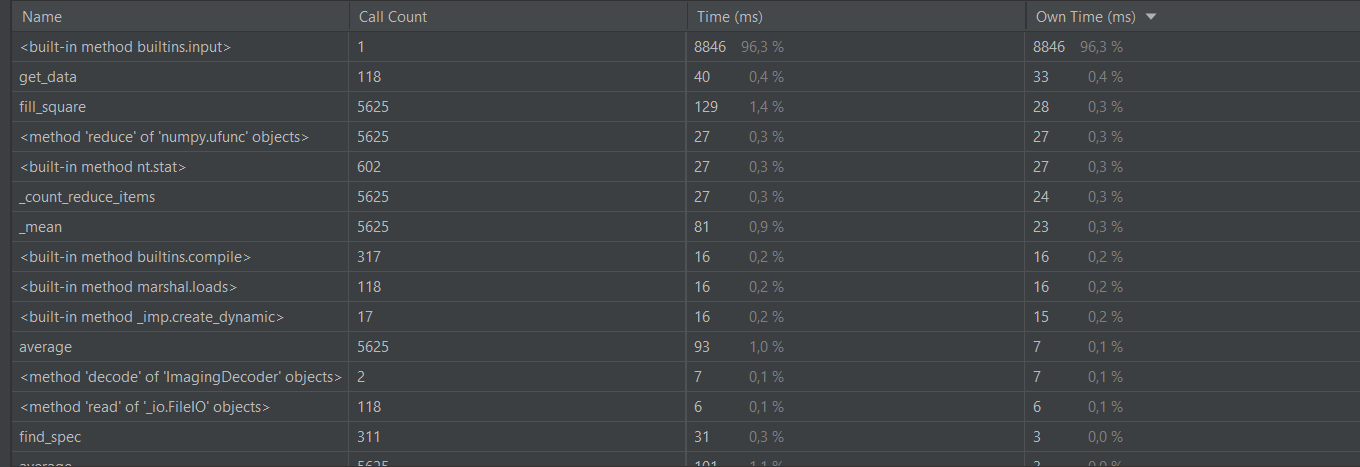 Name Call Count Time (ms) Own Time (ms)
<built-in method builtins.input> 1 8846 96,3 % 8846 96,3 %
get_data 118 40 0,4 % 33 0,4 %
fill_square 5625 129 1,4 % 28 0,3 %
<method 'reduce' of 'numpy.ufunc' objects> 5625 27 0,3 % 27 0,3 %
<built-in method nt.stat> 602 27 0,3 % 27 0,3 %
_count_reduce_items 5625 27 0,3 % 24 0,3 %
_mean 5625 81 0,9 % 23 0,3 %
<built-in method builtins.compile> 317 16 0,2 % 16 0,2 %
<built-in method marshal.loads> 118 16 0,2 % 16 0,2 %
<built-in method _imp.create_dynamic> 17 16 0,2 % 15 0,2 %
average 5625 93 1,0 % 7 0,1 %
<method 'decode' of 'ImagingDecoder' objects> 2 7 0,1 % 7 0,1 %
<method 'read' of '_io.FileIO' objects> 118 6 0,1 % 6 0,1 %
find_spec 311 31 0,3 % 3 0,0 %
average 5625 101 1,1 %